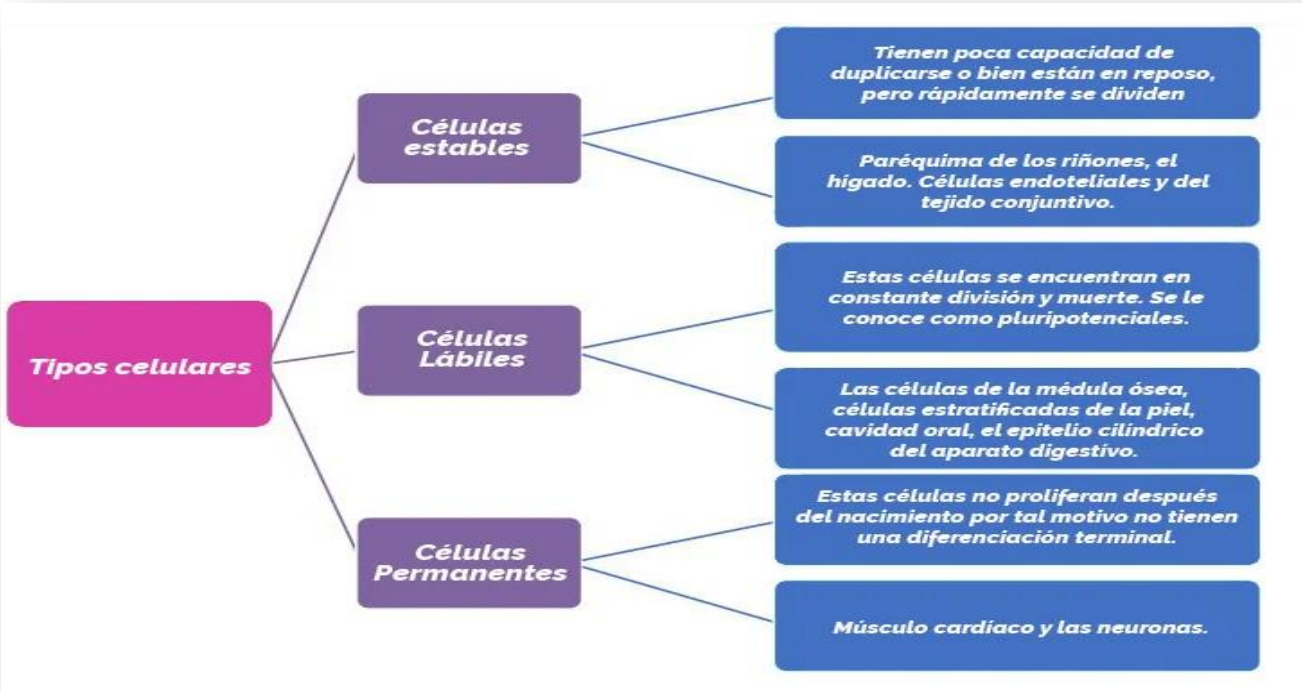 Tipos celulares
Células
estables
Tienen poca capacidad de
duplicarse o bien están en reposo,
pero rápidamente se dividen
Paréquima de los riñones, el
hígado. Células endoteliales y del
tejido conjuntivo.
Células
Lábiles
Estas células se encuentran en
constante división y muerte. Se le
conoce como pluripotenciales.
Las células de la médula ósea,
células estratificadas de la piel,
cavidad oral, el epitelio cilíndrico
del aparato digestivo.
Células
Permanentes
Estas células no proliferan después
del nacimiento por tal motivo no tienen
una diferenciación terminal.
Músculo cardíaco y las neuronas.